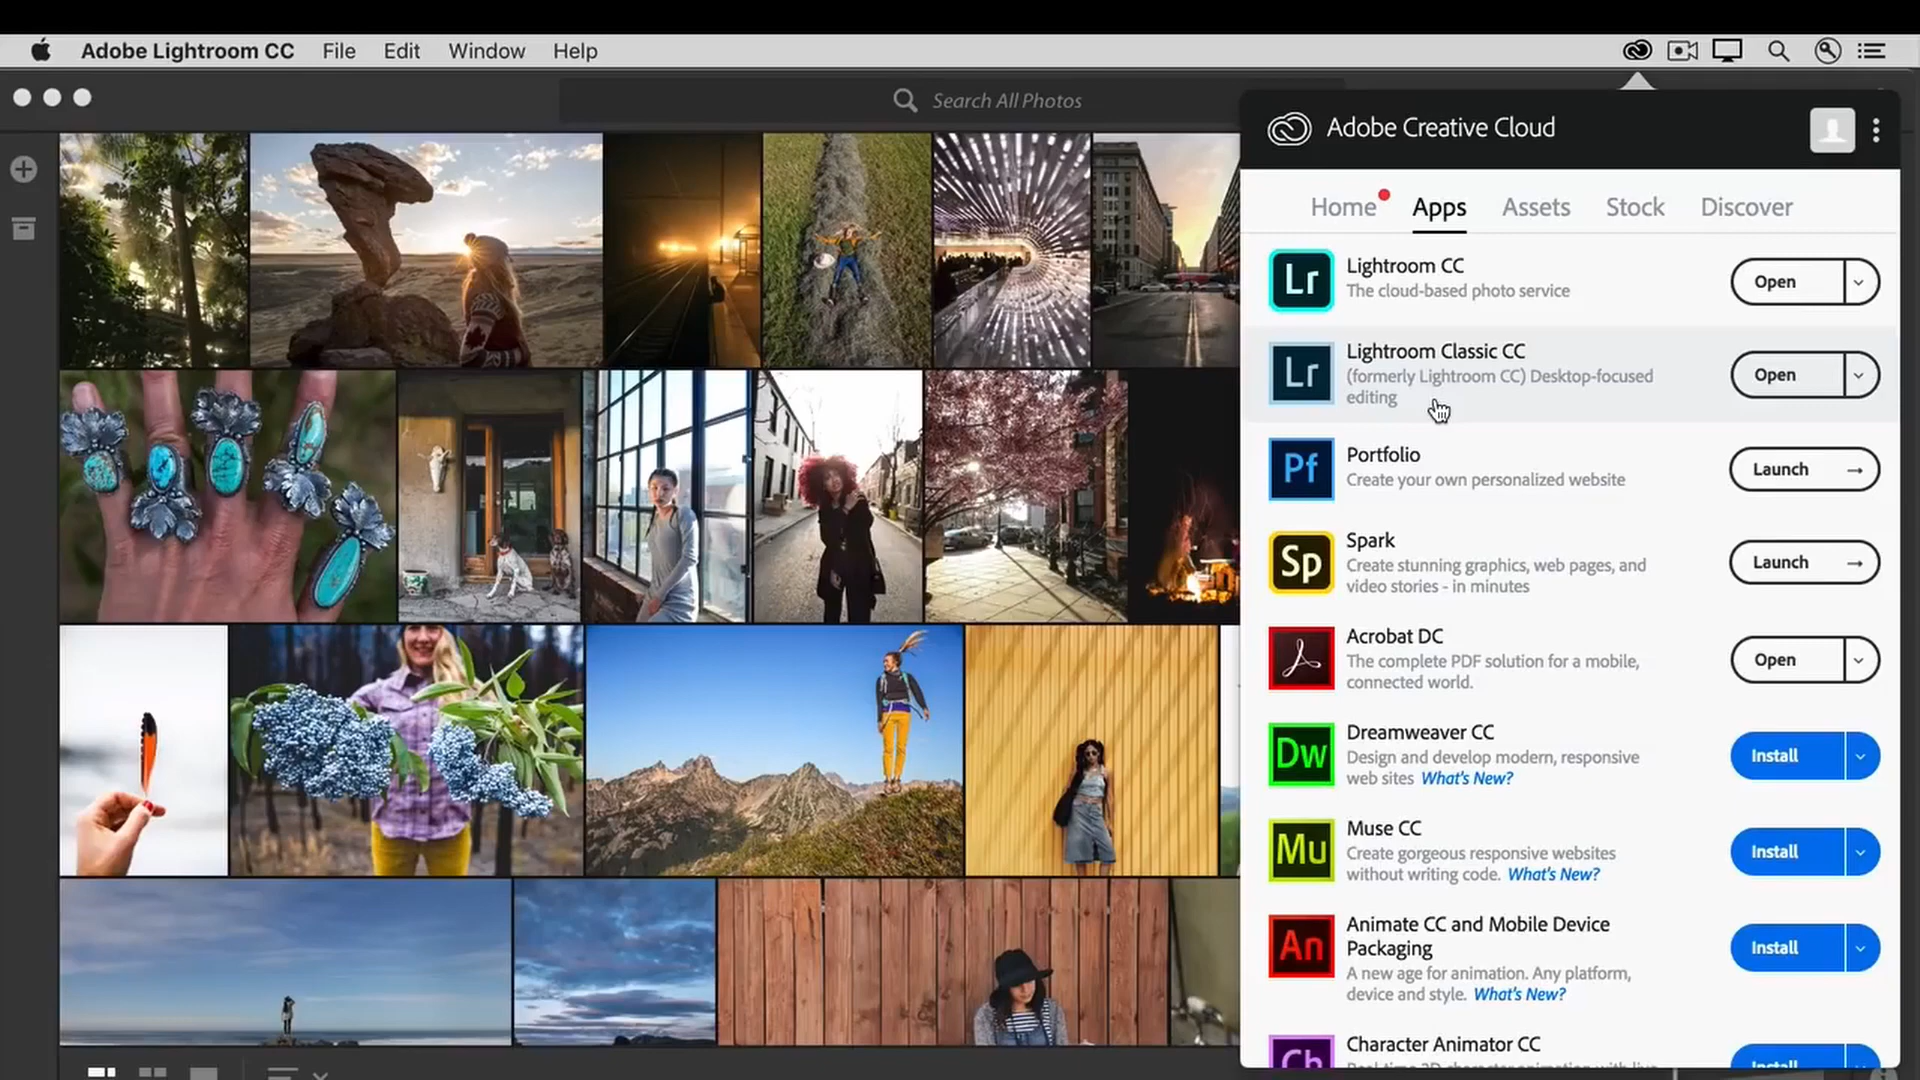 Adobe Lightroom CC File Edit Window Help
Search All Photos
Adobe Creative Cloud
Home Apps Assets Stock Discover
Lr
Lightroom CC
The cloud-based photo service
Open
Lr
Lightroom Classic CC
(formerly Lightroom CC) Desktop-focused
editing
Open
Pf
Portfolio
Create your own personalized website
Launch
Sp
Spark
Create stunning graphics, web pages, and
video stories - in minutes
Launch
Acrobat DC
The complete PDF solution for a mobile,
connected world.
Open
Dw
Dreamweaver CC
Design and develop modern, responsive
web sites What's New?
Install
Mu
Muse CC
Create gorgeous responsive websites
without writing code. What's New?
Install
An
Animate CC and Mobile Device
Packaging
A new age for animation. Any platform,
device and style. What's New?
Install
Ch
Character Animator CC
Install